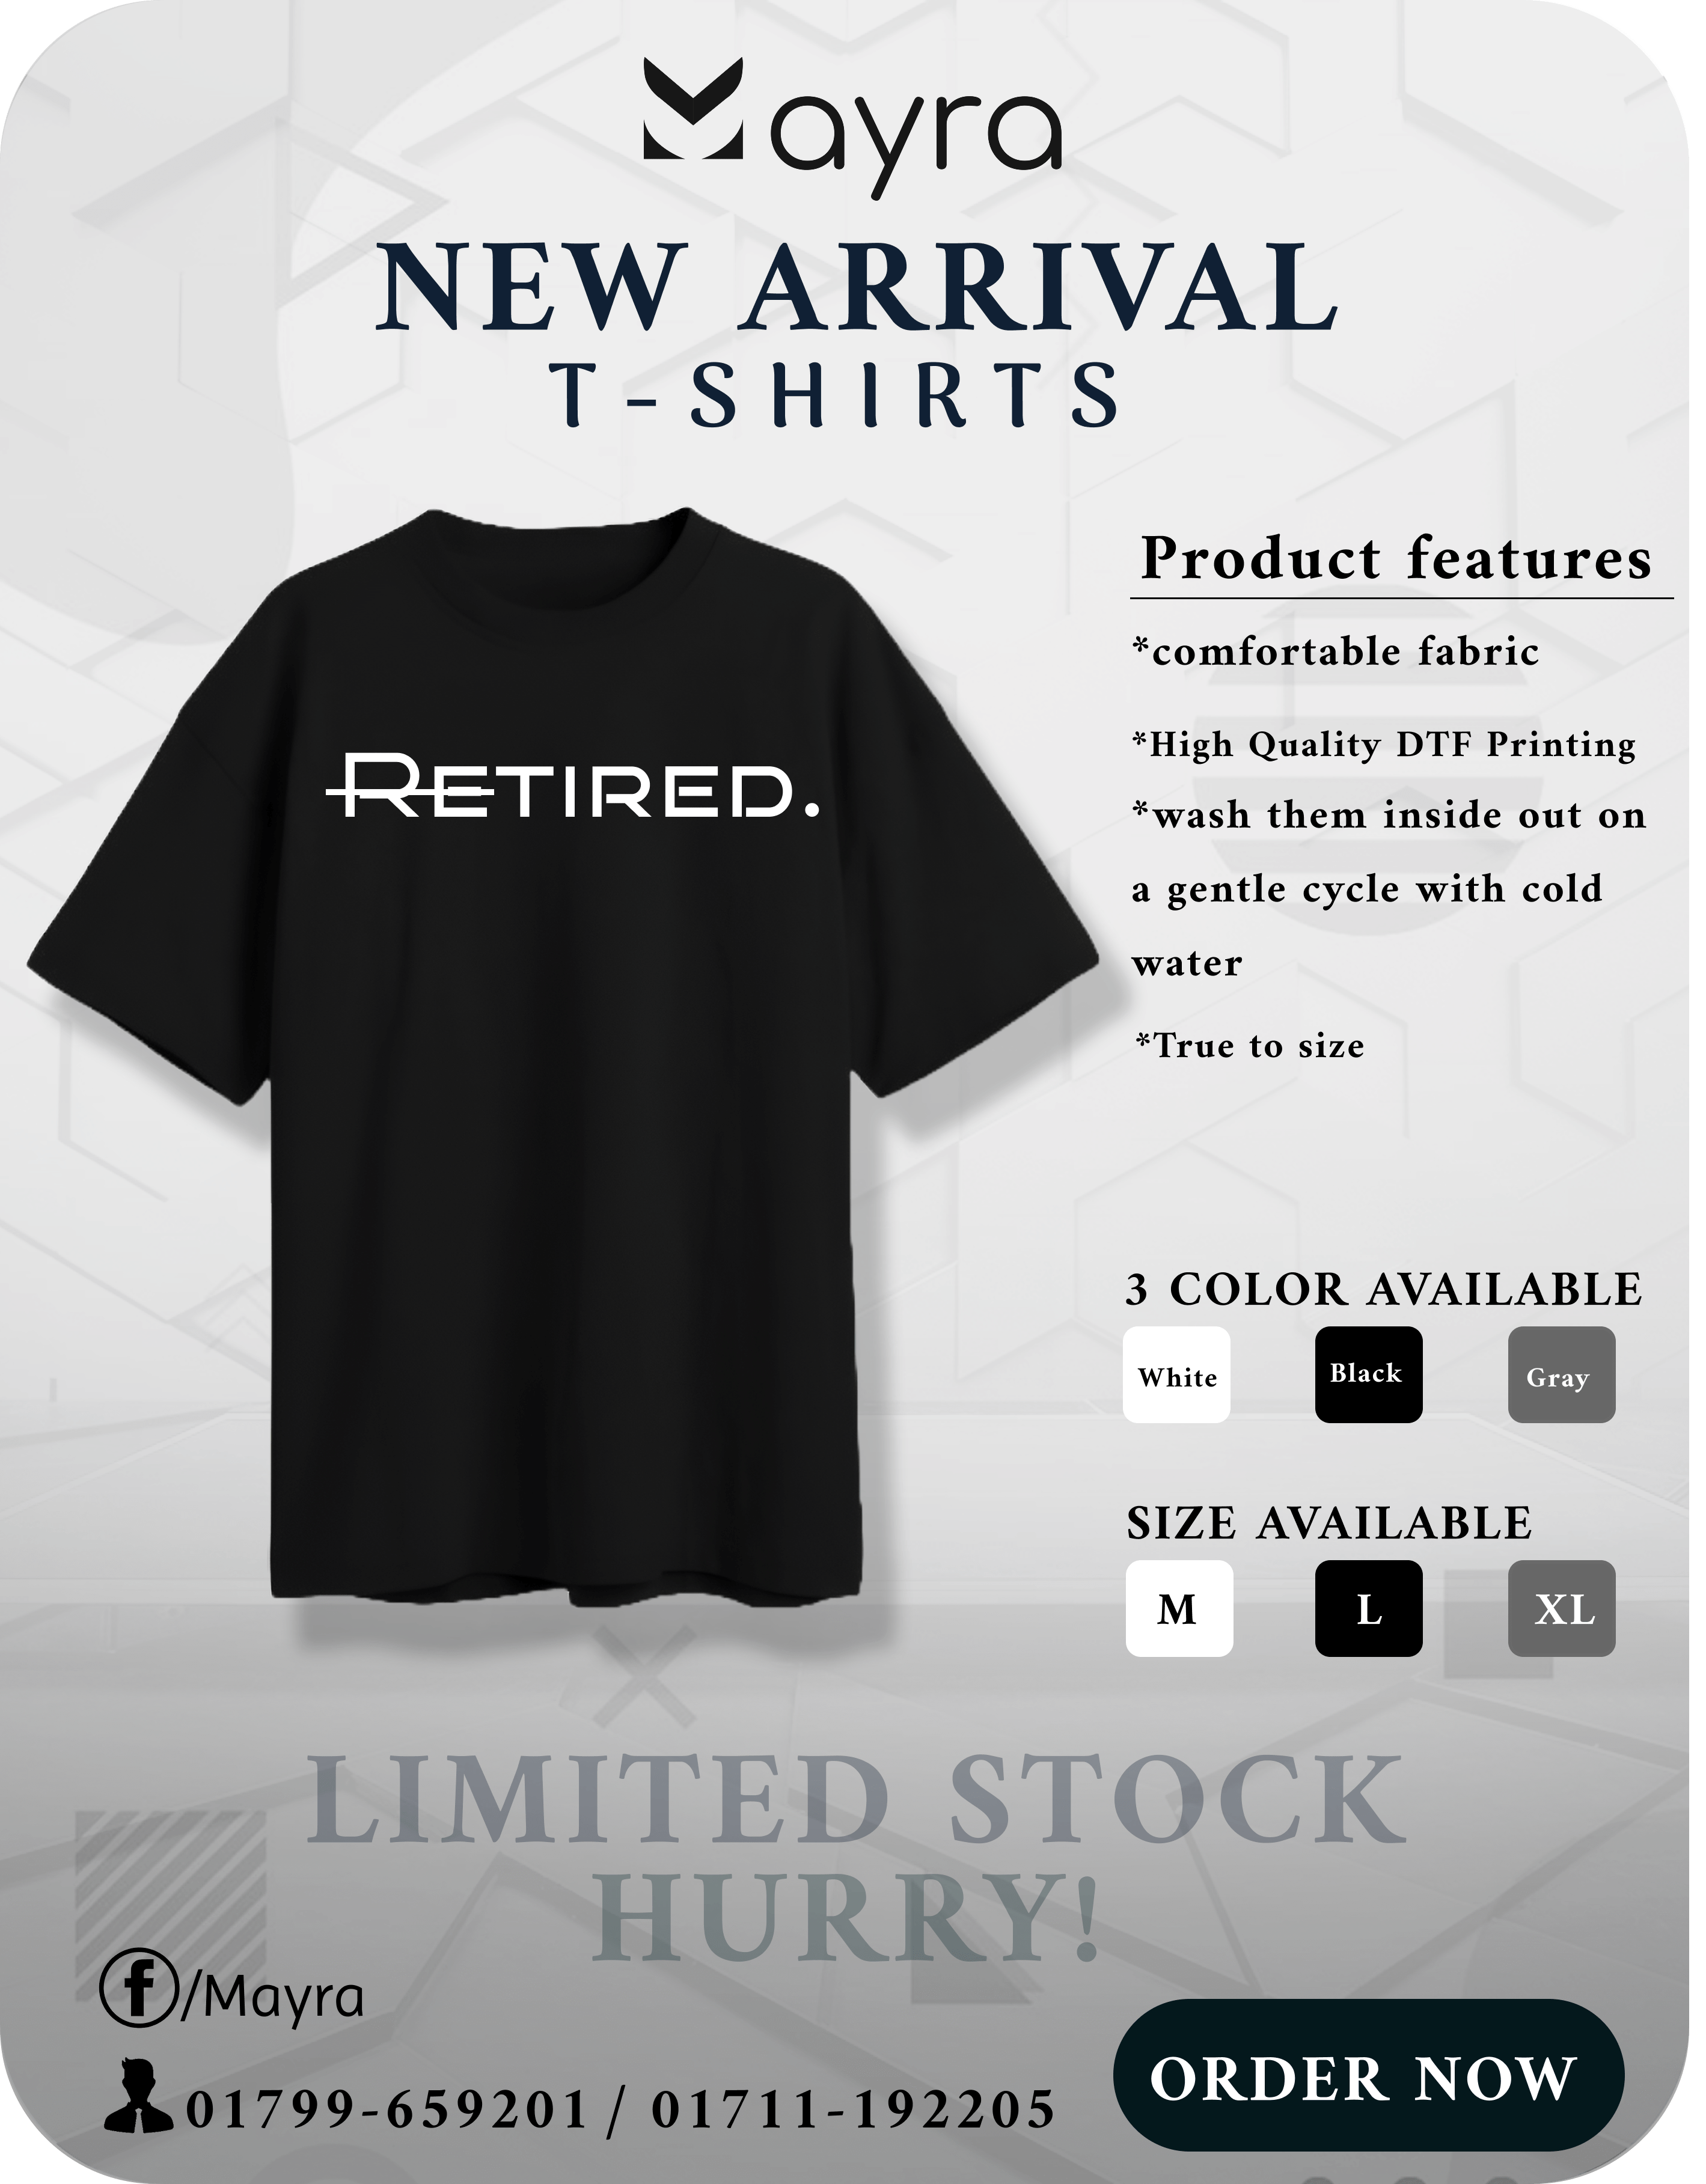 Mayra
NEW ARRIVAL
T-SHIRTS
RETIRED.
Product features
*comfortable fabric
*High Quality DTF Printing
*wash them inside out on
a gentle cycle with cold
water
*True to size
3 COLOR AVAILABLE
White Black Gray
SIZE AVAILABLE
M L XL
LIMITED STOCK
HURRY!
f/Mayra
01799-659201 / 01711-192205
ORDER NOW